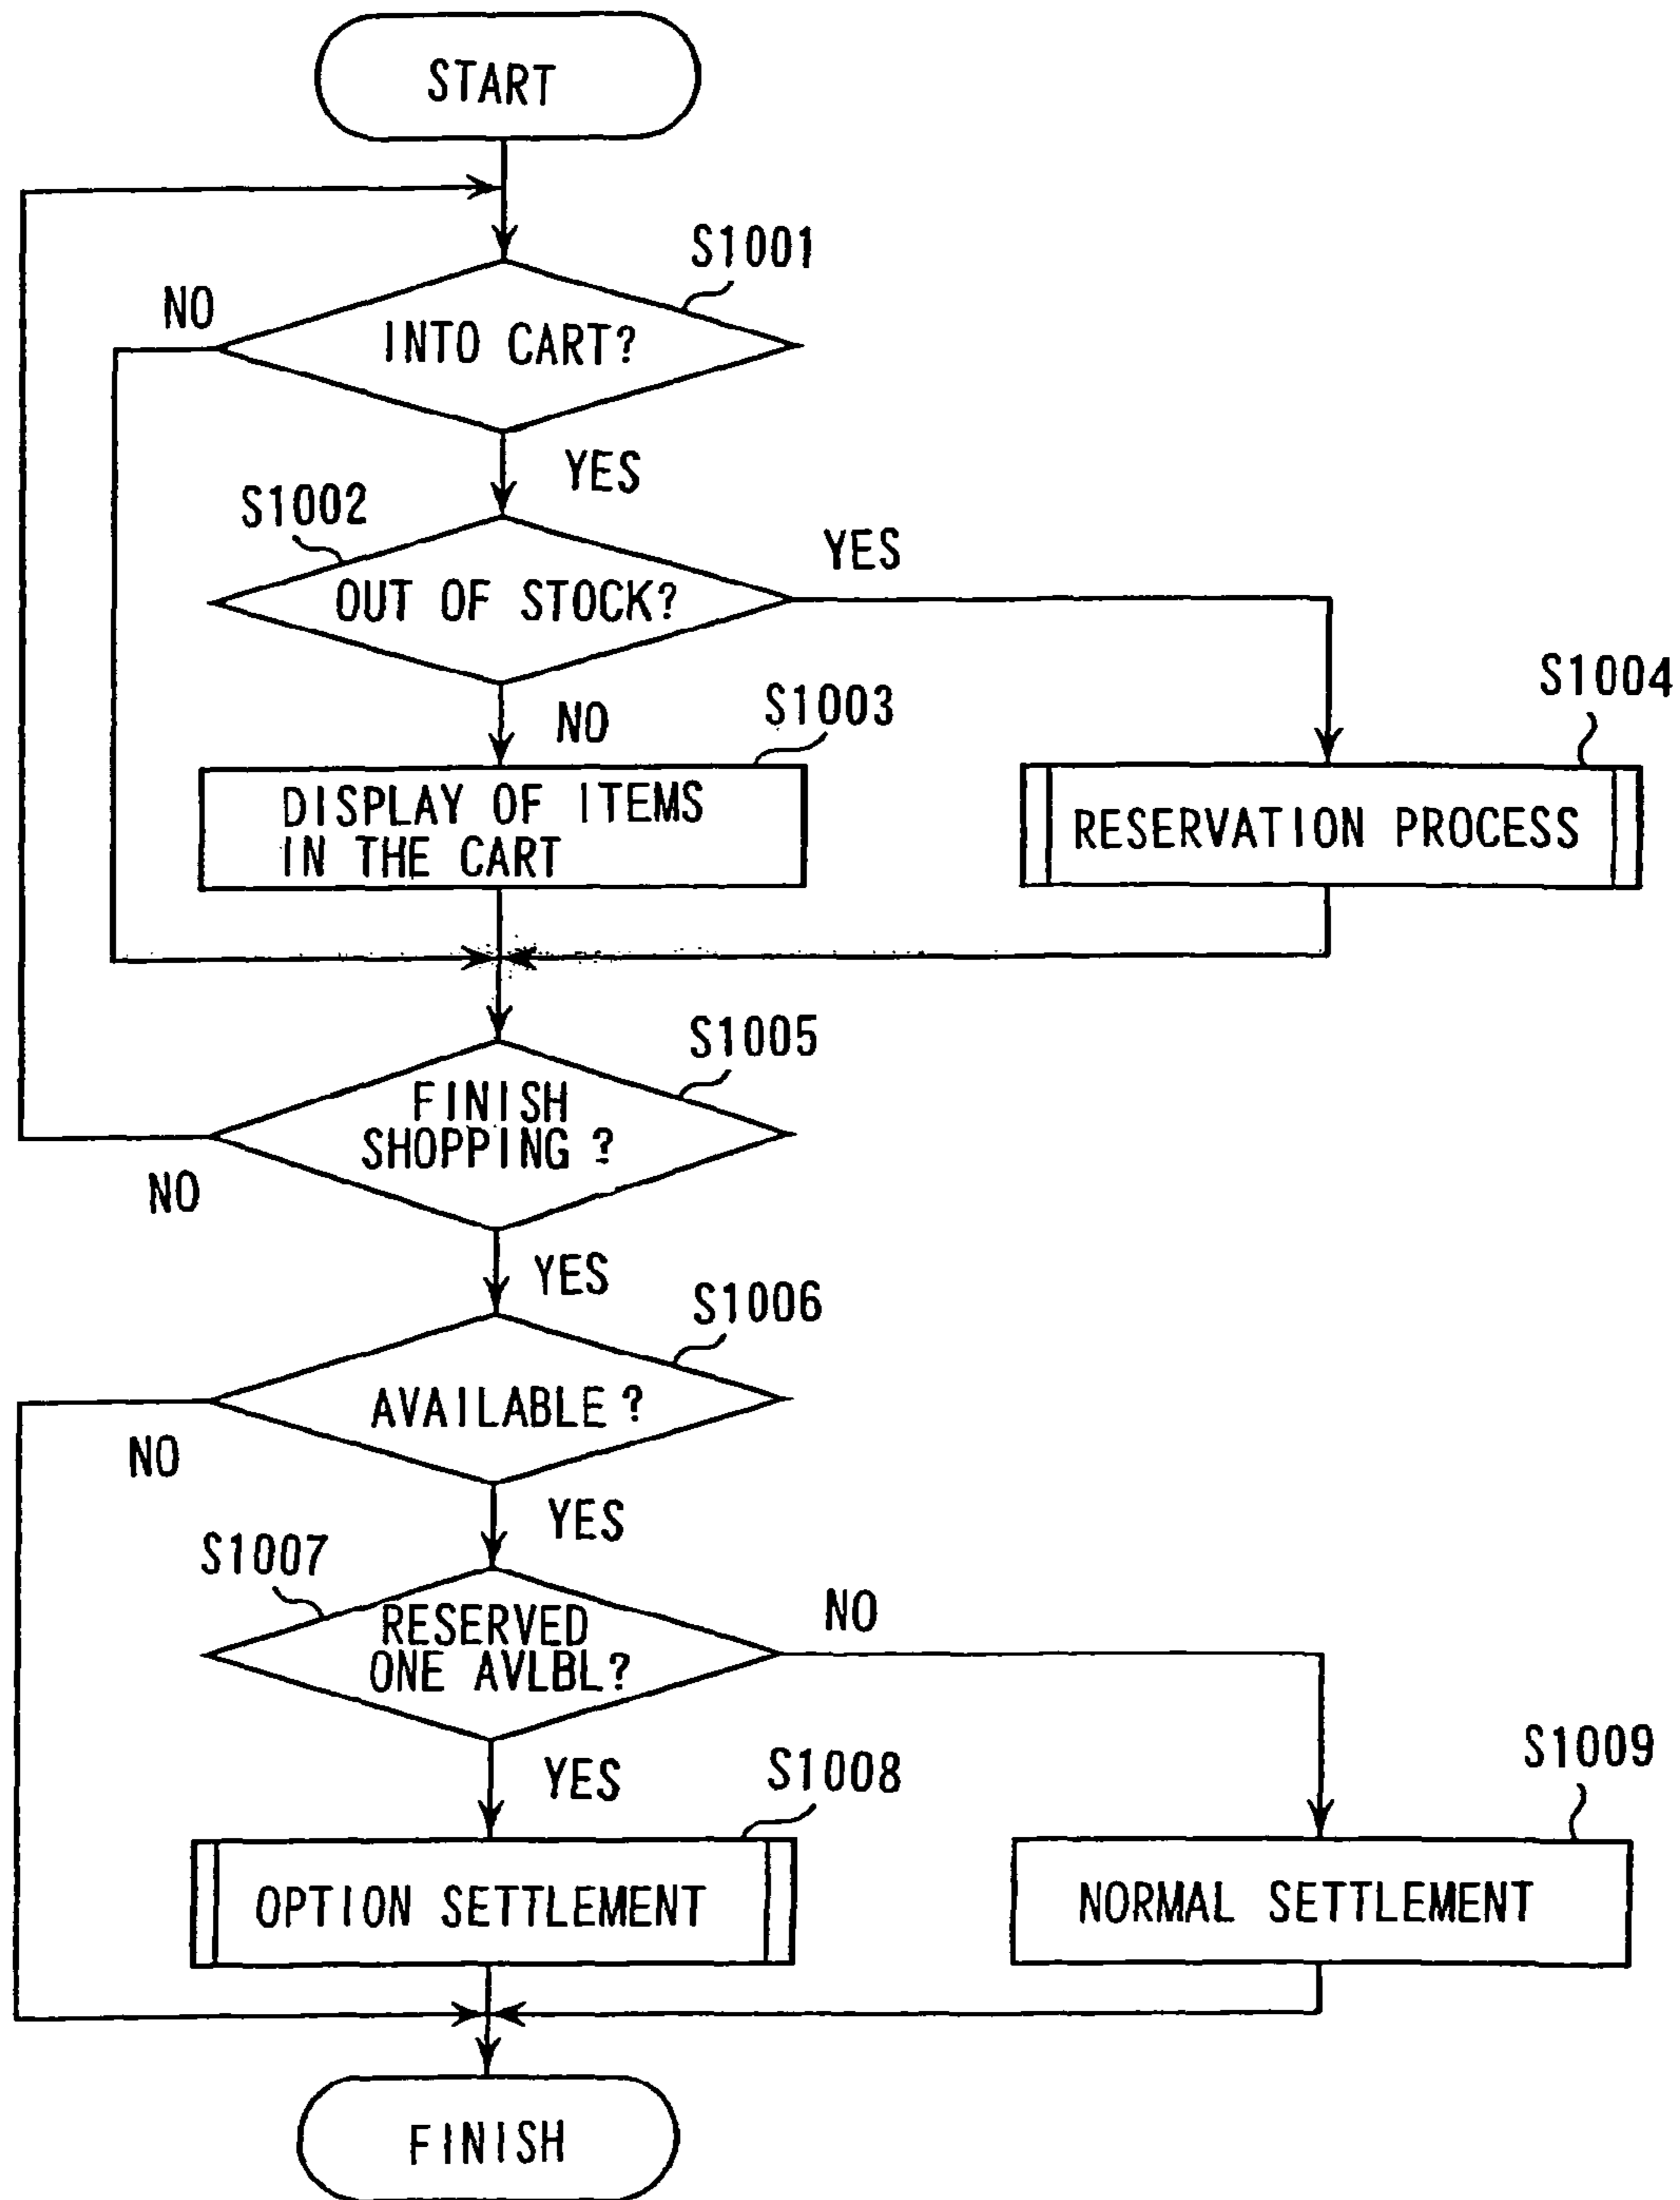 START
S1001
NO
INTO CART?
YES
S1002
YES
OUT OF STOCK?
S1004
S1003
NO
DISPLAY OF ITEMS
IN THE CART
RESERVATION PROCESS
S1005
FINISH
SHOPPING ?
NO
YES
S1006
AVAILABLE ?
NO
YES
S1007
NO
RESERVED
ONE AVLBL?
S1009
YES
S1008
OPTION SETTLEMENT
NORMAL SETTLEMENT
FINISH